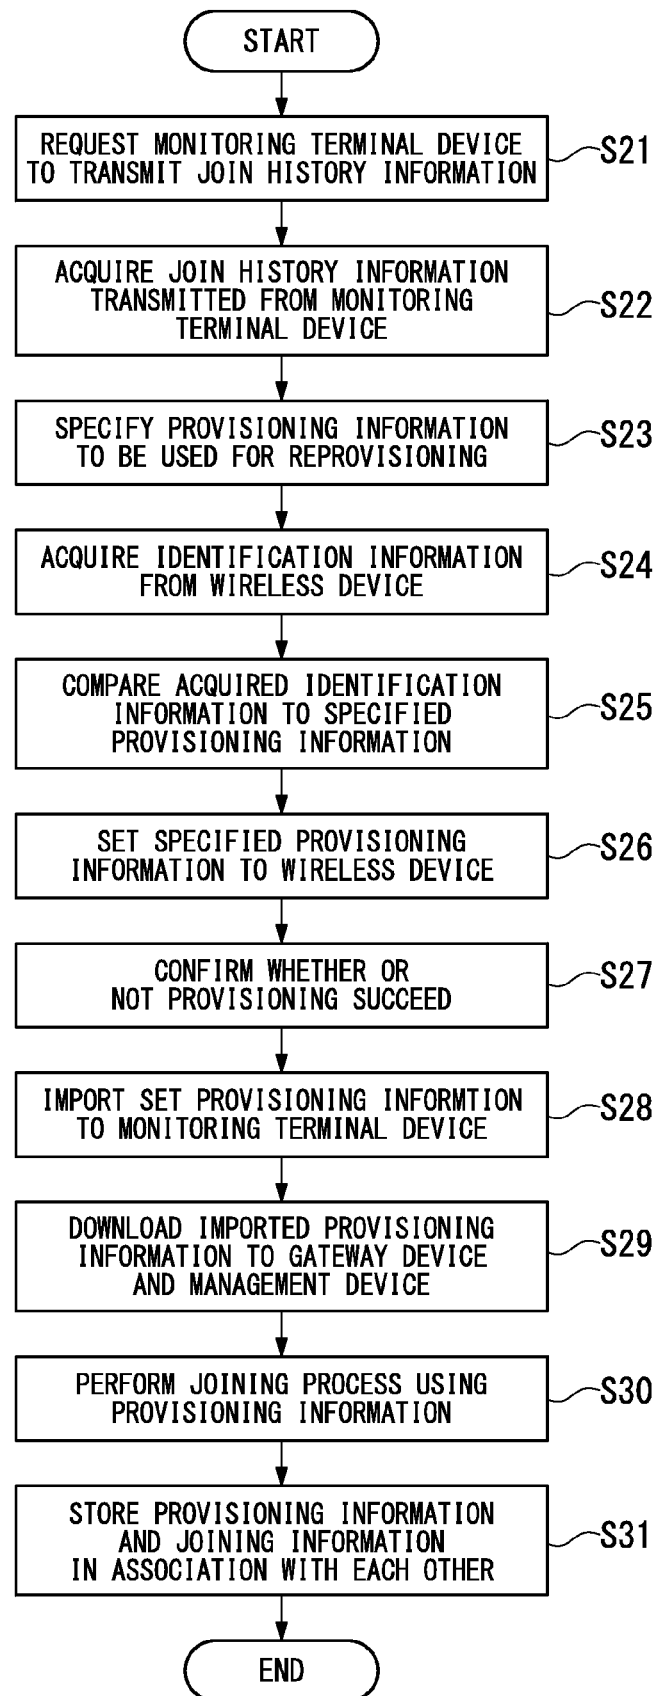 START
REQUEST MONITORING TERMINAL DEVICE
TO TRANSMIT JOIN HISTORY INFORMATION
S21
ACQUIRE JOIN HISTORY INFORMATION
TRANSMITTED FROM MONITORING
TERMINAL DEVICE
S22
SPECIFY PROVISIONING INFORMATION
TO BE USED FOR REPROVISIONING
S23
ACQUIRE IDENTIFICATION INFORMATION
FROM WIRELESS DEVICE
S24
COMPARE ACQUIRED IDENTIFICATION
INFORMATION TO SPECIFIED
PROVISIONING INFORMATION
S25
SET SPECIFIED PROVISIONING
INFORMATION TO WIRELESS DEVICE
S26
CONFIRM WHETHER OR
NOT PROVISIONING SUCCEED
S27
IMPORT SET PROVISIONING INFORMTION
TO MONITORING TERMINAL DEVICE
S28
DOWNLOAD IMPORTED PROVISIONING
INFORMATION TO GATEWAY DEVICE
AND MANAGEMENT DEVICE
S29
PERFORM JOINING PROCESS USING
PROVISIONING INFORMATION
S30
STORE PROVISIONING INFORMATION
AND JOINING INFORMATION
IN ASSOCIATION WITH EACH OTHER
S31
END